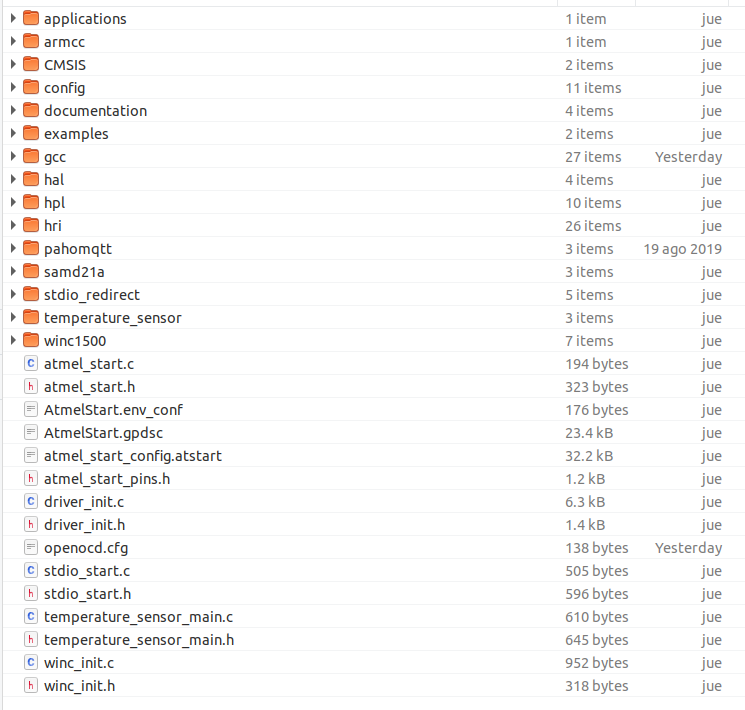 applications 1 item jue
armcc 1 item jue
CMSIS 2 items jue
config 11 items jue
documentation 4 items jue
examples 2 items jue
gcc 27 items Yesterday
hal 4 items jue
hpl 10 items jue
hri 26 items jue
pahomqtt 3 items 19 ago 2019
samd21a 3 items jue
stdio_redirect 5 items jue
temperature_sensor 3 items jue
winc1500 7 items jue
C atmel_start.c 194 bytes jue
h atmel_start.h 323 bytes jue
AtmelStart.env_conf 176 bytes jue
AtmelStart.gpdsc 23.4 kB jue
atmel_start_config.atstart 32.2 kB jue
h atmel_start_pins.h 1.2 kB jue
C driver_init.c 6.3 kB jue
h driver_init.h 1.4 kB jue
openocd.cfg 138 bytes Yesterday
C stdio_start.c 505 bytes jue
h stdio_start.h 596 bytes jue
C temperature_sensor_main.c 610 bytes jue
h temperature_sensor_main.h 645 bytes jue
C winc_init.c 952 bytes jue
h winc_init.h 318 bytes jue